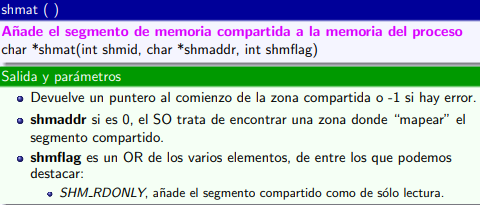 shmat ( )
Añade el segmento de memoria compartida a la memoria del proceso
char *shmat(int shmid, char *shmaddr, int shmflag)
Salida y parámetros
Devuelve un puntero al comienzo de la zona compartida o -1 si hay error.
shmaddr si es 0, el SO trata de encontrar una zona donde “mapear” el
segmento compartido.
shmflag es un OR de los varios elementos, de entre los que podemos
destacar:
SHM_RDONLY, añade el segmento compartido como de sólo lectura.